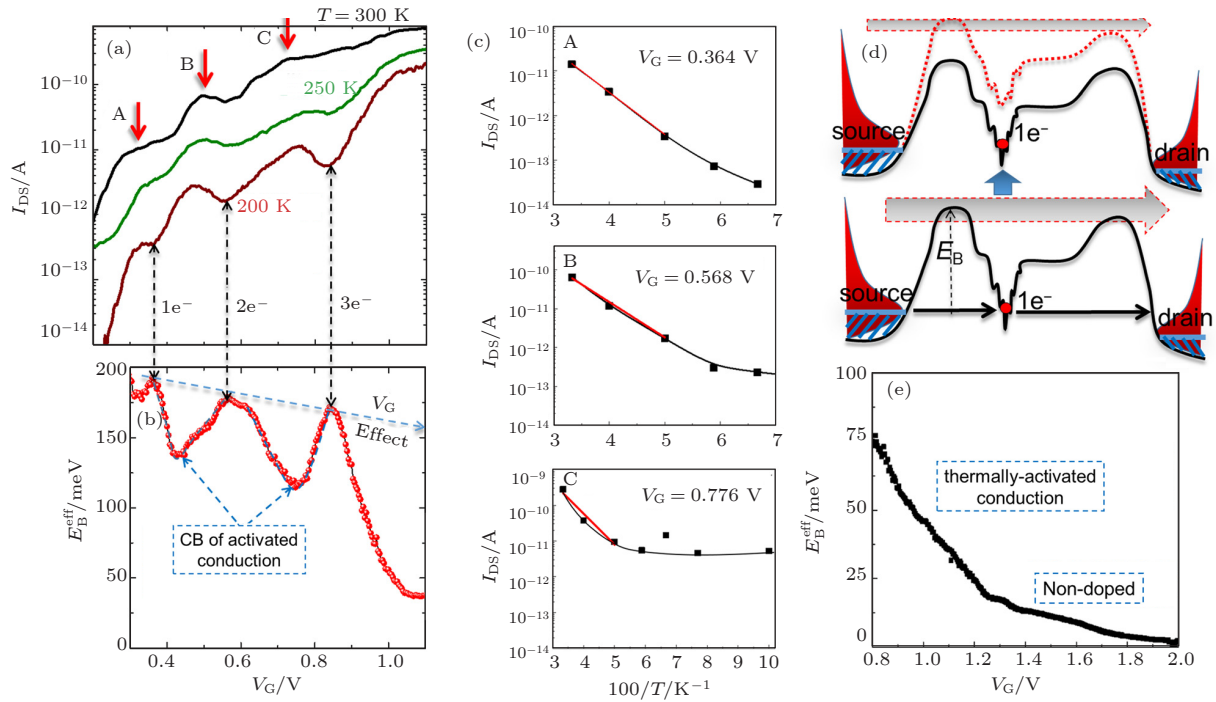 (a)
T = 300 K
A
B
C
250 K
200 K
1e⁻
2e⁻
3e⁻
I_DS/A
10⁻¹⁰
10⁻¹¹
10⁻¹²
10⁻¹³
10⁻¹⁴
(b)
V_G
Effect
CB of activated
conduction
E_B^eff/meV
200
150
100
50
0
0.4
0.6
0.8
1.0
V_G/V
(c)
A
V_G = 0.364 V
I_DS/A
10⁻¹⁰
10⁻¹¹
10⁻¹²
10⁻¹³
10⁻¹⁴
3
4
5
6
7
B
V_G = 0.568 V
I_DS/A
10⁻⁹
10⁻¹⁰
10⁻¹¹
10⁻¹²
10⁻¹³
10⁻¹⁴
3
4
5
6
7
C
V_G = 0.776 V
I_DS/A
10⁻⁹
10⁻¹⁰
10⁻¹¹
10⁻¹²
10⁻¹³
10⁻¹⁴
3
4
5
6
7
8
9
10
100/T/K⁻¹
(d)
source
1e⁻
drain
E_B
source
1e⁻
drain
(e)
thermally-activated
conduction
Non-doped
E_B^eff/meV
100
75
50
25
0
0.8
1.0
1.2
1.4
1.6
1.8
2.0
V_G/V